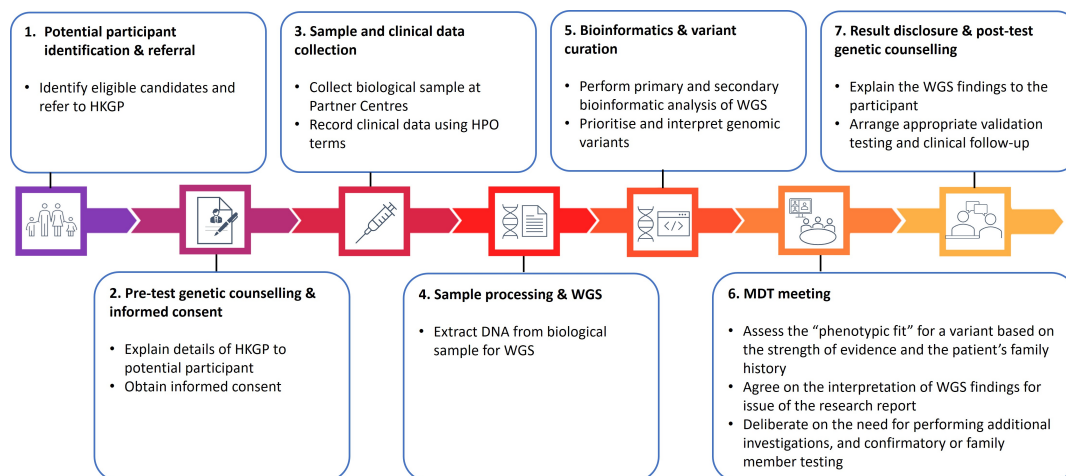 1. Potential participant
identification & referral
• Identify eligible candidates and
refer to HKGP
2. Pre-test genetic counselling &
informed consent
• Explain details of HKGP to
potential participant
• Obtain informed consent
3. Sample and clinical data
collection
• Collect biological sample at
Partner Centres
• Record clinical data using HPO
terms
4. Sample processing & WGS
• Extract DNA from biological
sample for WGS
5. Bioinformatics & variant
curation
• Perform primary and secondary
bioinformatic analysis of WGS
• Prioritise and interpret genomic
variants
</>
6. MDT meeting
• Assess the “phenotypic fit” for a variant based on
the strength of evidence and the patient’s family
history
• Agree on the interpretation of WGS findings for
issue of the research report
• Deliberate on the need for performing additional
investigations, and confirmatory or family
member testing
7. Result disclosure & post-test
genetic counselling
• Explain the WGS findings to the
participant
• Arrange appropriate validation
testing and clinical follow-up